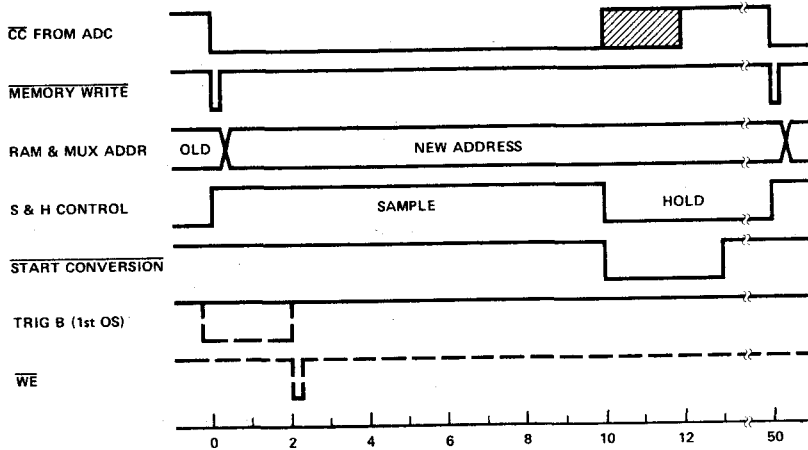 CC FROM ADC
MEMORY WRITE
RAM & MUX ADDR OLD NEW ADDRESS
S & H CONTROL SAMPLE HOLD
START CONVERSION
TRIG B (1st OS)
WE
0 2 4 6 8 10 12 50